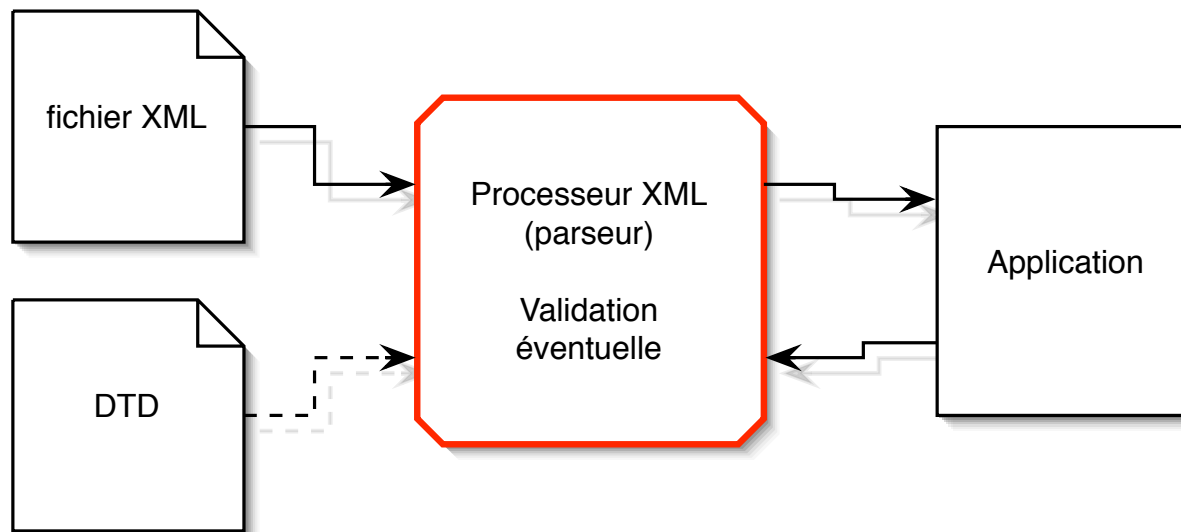 fichier XML
Processeur XML
(parseur)
Validation
éventuelle
Application
DTD